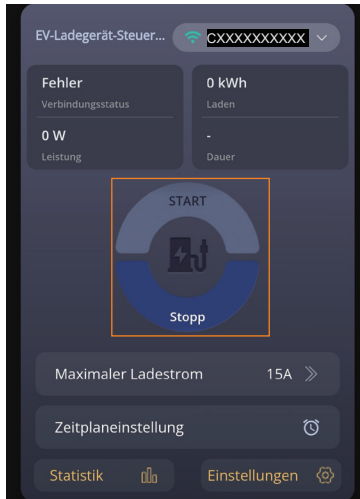 EV-Ladegerät-Steuer... CXXXXXXXXXX
Fehler
Verbindungsstatus
0 kWh
Laden
0 W
Leistung
-
Dauer
START
Stopp
Maximaler Ladestrom 15A
Zeitplaneinstellung
Statistik Einstellungen